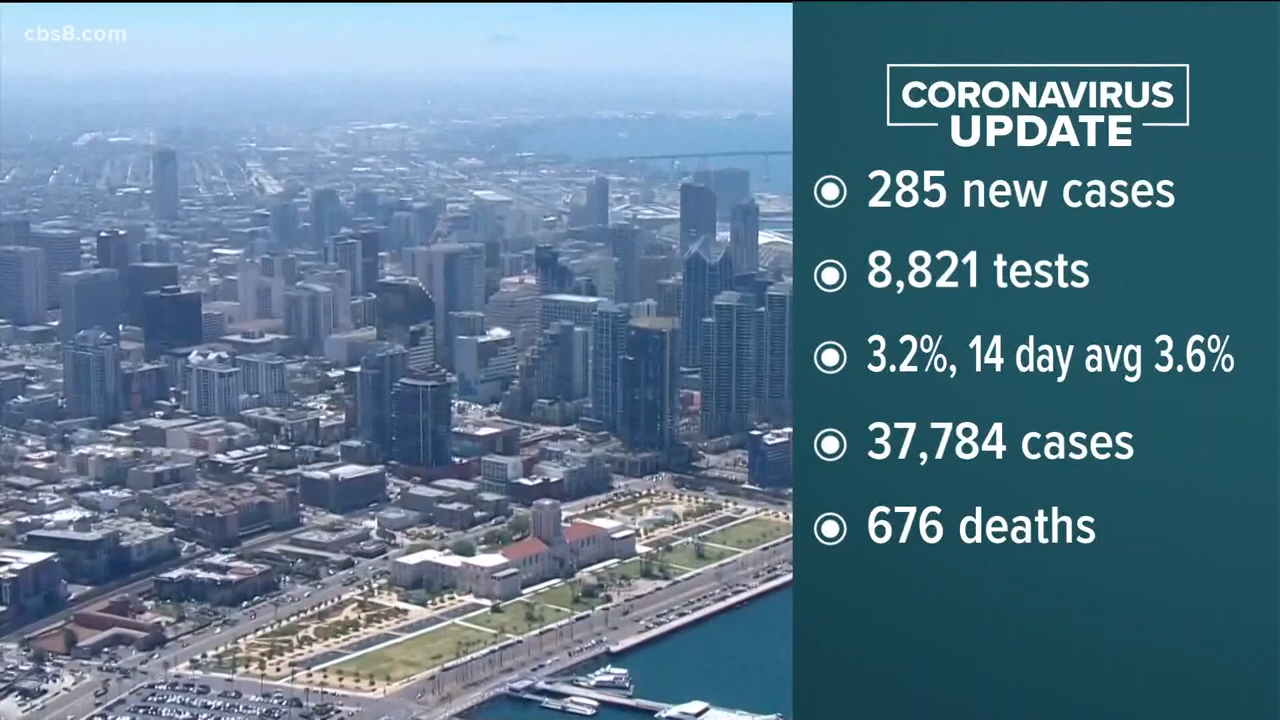 cbs8.com
CORONAVIRUS
UPDATE
285 new cases
8,821 tests
3.2%, 14 day avg 3.6%
37,784 cases
676 deaths